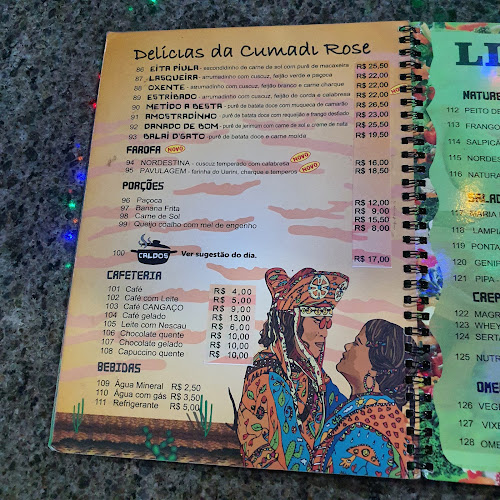 Delícias da Cumadi Rose
86 EITA PIULA - escondidinho de carne de sol com purê de macaxeira R$ 25,50
87 LASQUEIRA - arrumadinho com cuscuz, feijão verde e paçoca R$ 22,00
88 OXENTE - arrumadinho com cuscuz, feijão branco e carne charque R$ 22,00
89 ESTRIBADO - arrumadinho com cuscuz, feijão de corda e calabresa R$ 22,00
90 METIDO A BESTA - purê de batata doce com muqueca de camarão R$ 26,50
91 AMOSTRADINHO - purê de batata doce com requeijão e frango desfiado R$ 23,00
92 DANADO DE BOM - purê de jerimum com carne de sol e creme de nata R$ 25,50
93 BALAI D'GATO - purê de batata doce e carne moída R$ 19,50
FAROFA NOVO
94 NORDESTINA - cuscuz temperado com calabresa NOVO R$ 16,00
95 PAVULAGEM - farinha do Uarini, charque e temperos NOVO R$ 18,50
PORÇÕES
96 Paçoca R$ 12,00
97 Banana Frita R$ 9,00
98 Carne de Sol R$ 15,50
99 Queijo coalho com mel de engenho R$ 8,00
100 CALDOS Ver sugestão do dia. R$ 17,00
CAFETERIA
101 Café R$ 4,00
102 Café com Leite R$ 5,00
103 Café CANGAÇO R$ 9,00
104 Café gelado R$ 13,00
105 Leite com Nescau R$ 6,00
106 Chocolate quente R$ 10,00
107 Chocolate gelado R$ 10,00
108 Capuccino quente R$ 10,00
BEBIDAS
109 Água Mineral R$ 2,50
110 Água com gás R$ 3,50
111 Refrigerante R$ 5,00
LI
NATURE
112 PEITO DE
113 FRANGO
114 SALPICÃ
115 NORDES
116 NATURA
SALAD
117 MARIA
118 LAMPIÃ
119 PONTA
120 GENIP
121 PIPA -
CRE
122 MAGR
123 WHEY
124 SERTA
125 NUTR
OME
126 VEGE
127 VIXE
128 OME